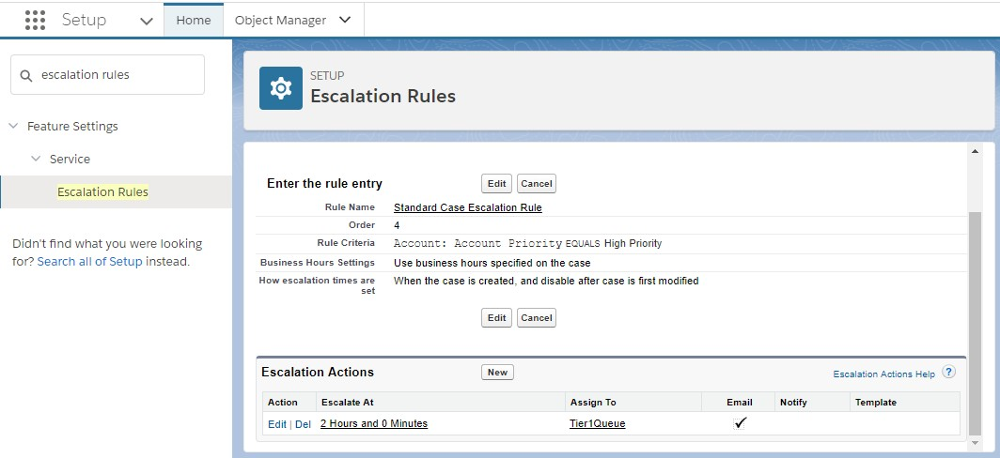 Setup
Home
Object Manager
escalation rules
Feature Settings
Service
Escalation Rules
Didn't find what you were looking
for? Search all of Setup instead.
SETUP
Escalation Rules
Enter the rule entry Edit Cancel
Rule Name Standard Case Escalation Rule
Order 4
Rule Criteria Account: Account Priority EQUALS High Priority
Business Hours Settings Use business hours specified on the case
How escalation times are When the case is created, and disable after case is first modified
set
Edit Cancel
Escalation Actions New Escalation Actions Help ?
Action Escalate At Assign To Email Notify Template
Edit | Del 2 Hours and 0 Minutes Tier1Queue ✓